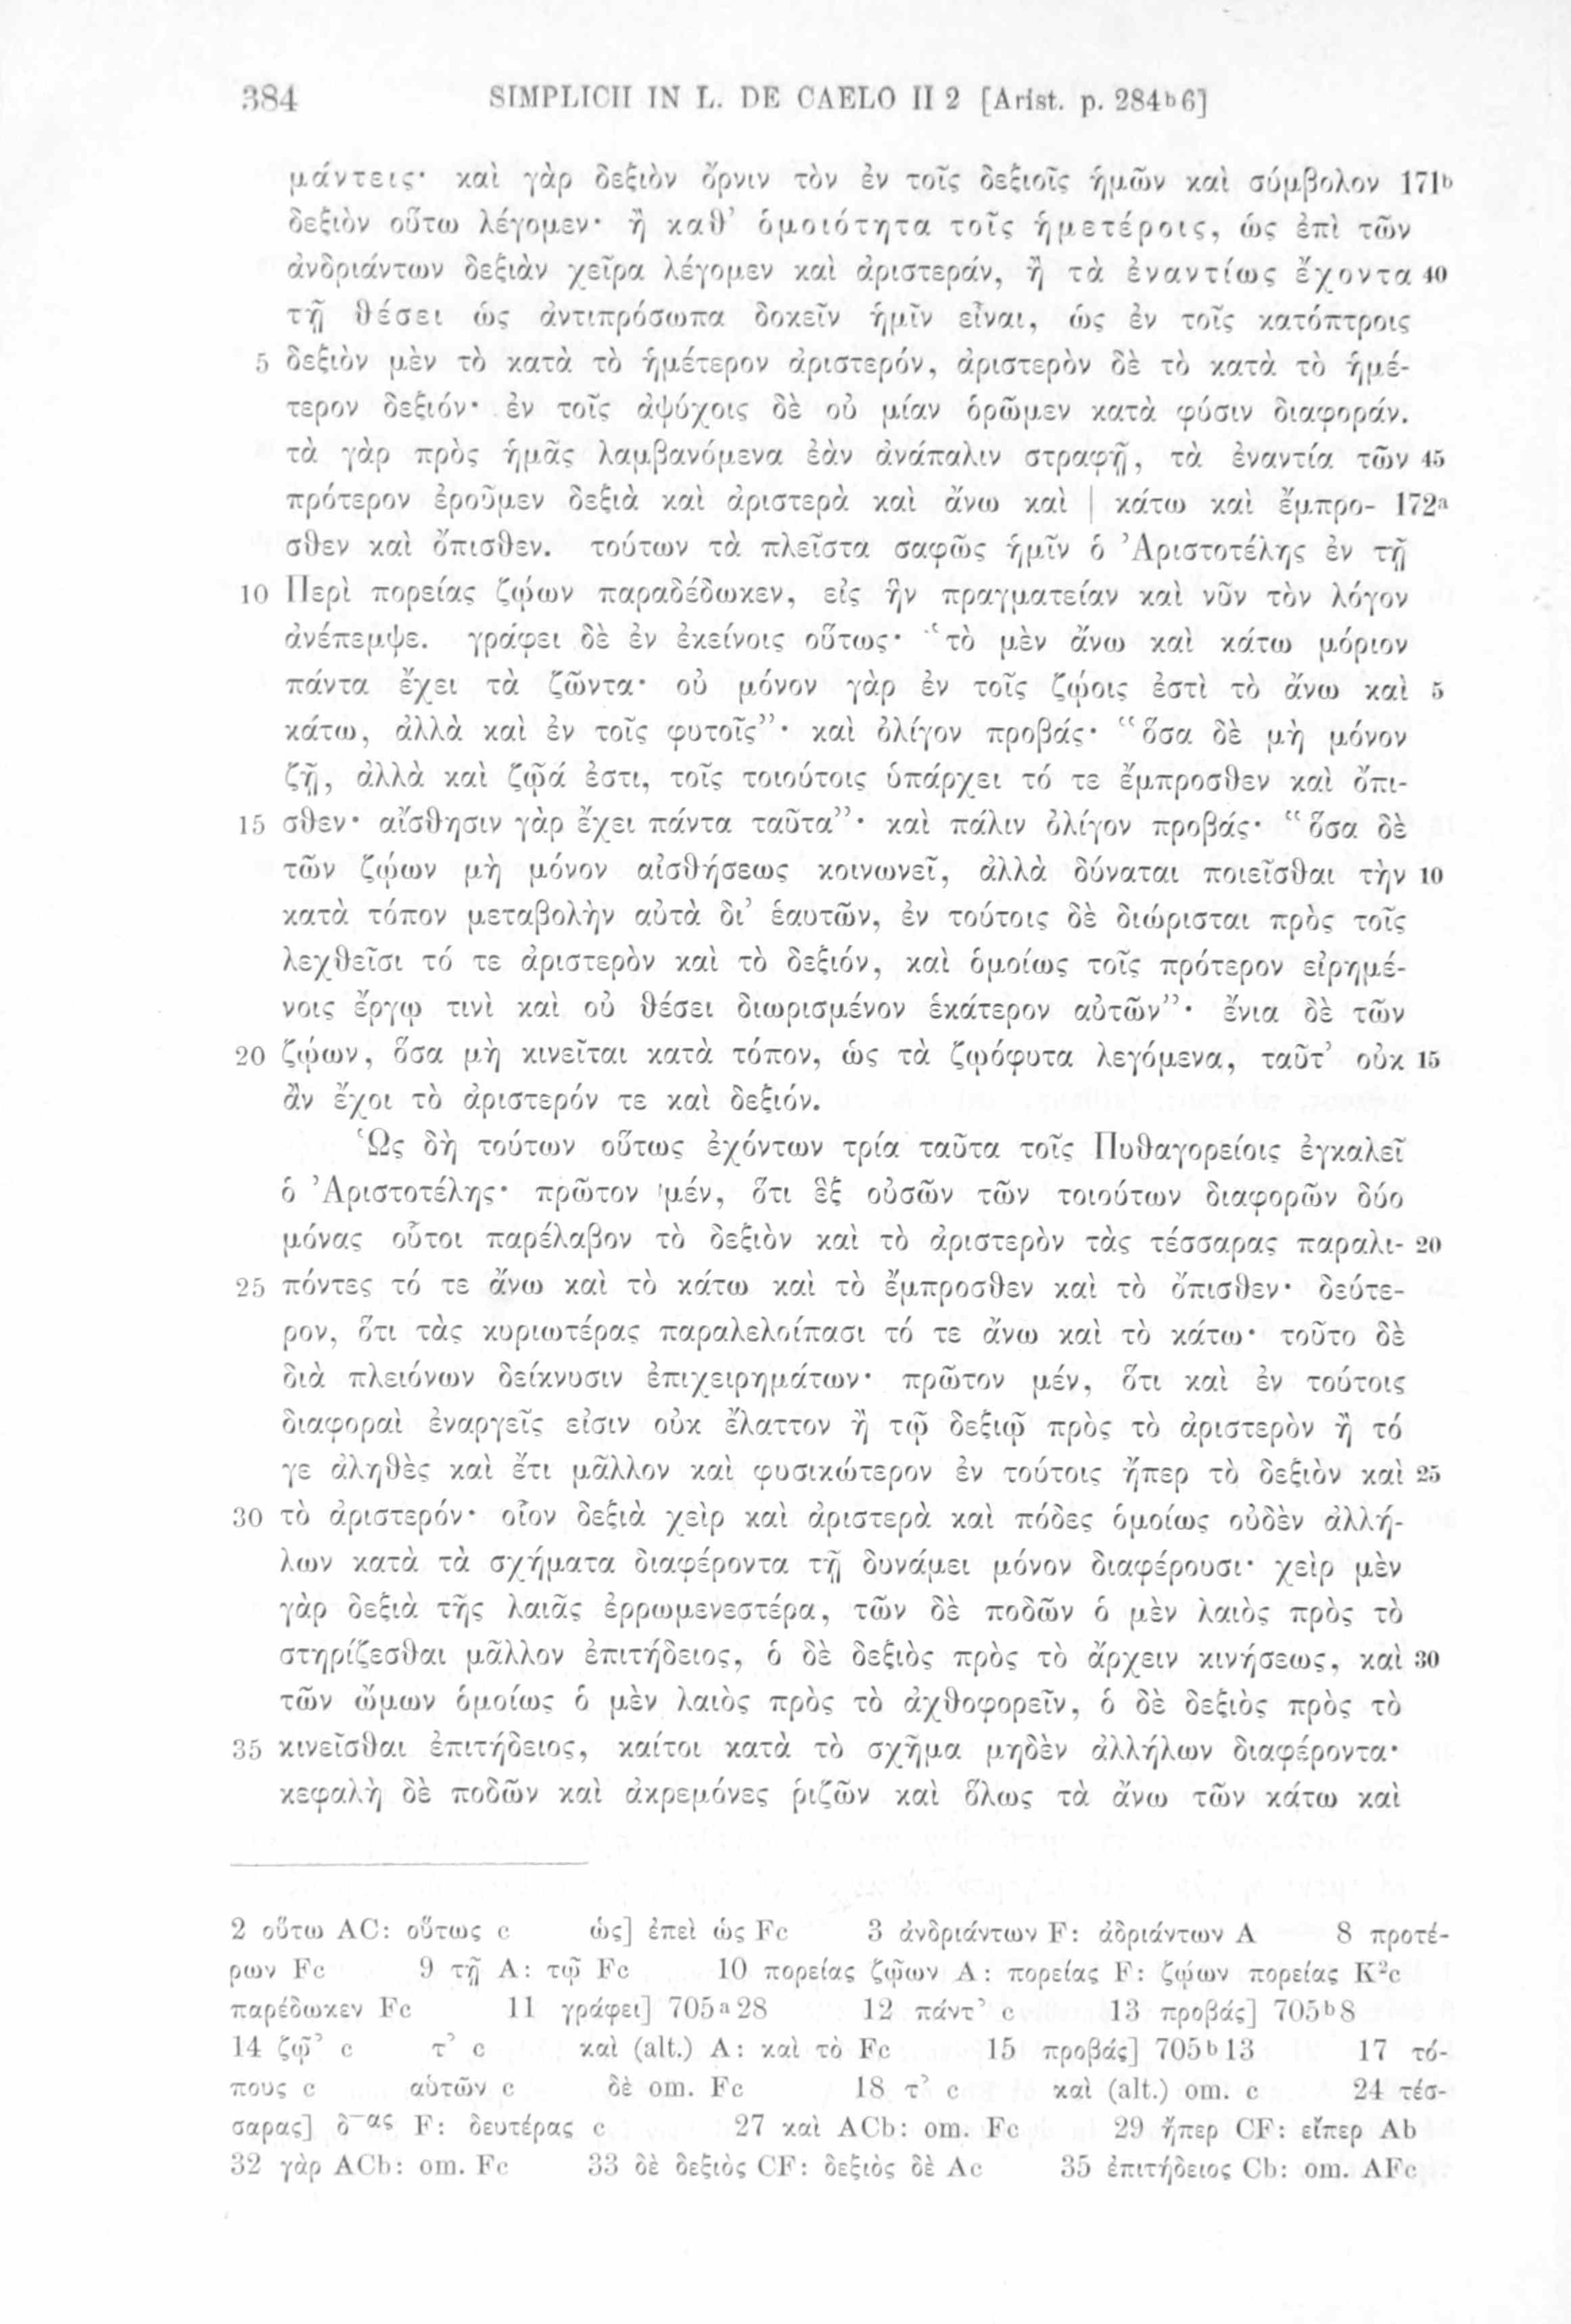 384 SIMPLICII IN L. DE CAELO II 2 [Arist. p. 284b6]
μάντεις· καὶ γὰρ δεξιὸν ὄρνιν τὸν ἐν τοῖς δεξιοῖς ἡμῶν καὶ σύμβολον 171b
δεξιὸν οὕτω λέγομεν· ἢ καθ’ ὁμοιότητα τοῖς ἡμετέροις, ὡς ἐπὶ τῶν
ἀνδριάντων δεξιὰν χεῖρα λέγομεν καὶ ἀριστεράν, ἢ τὰ ἐναντίως ἔχοντα 40
τῇ θέσει ὡς ἀντιπρόσωπα δοκεῖν ἡμῖν εἶναι, ὡς ἐν τοῖς κατόπτροις
5 δεξιὸν μὲν τὸ κατὰ τὸ ἡμέτερον ἀριστερόν, ἀριστερὸν δὲ τὸ κατὰ τὸ ἡμέ-
τερον δεξιόν· ἐν τοῖς ἀψύχοις δὲ οὐ μίαν ὁρῶμεν κατὰ φύσιν διαφοράν.
τὰ γὰρ πρὸς ἡμᾶς λαμβανόμενα ἐὰν ἀνάπαλιν στραφῇ, τὰ ἐναντία τῶν 45
πρότερον ἐροῦμεν δεξιὰ καὶ ἀριστερὰ καὶ ἄνω καὶ | κάτω καὶ ἔμπρο- 172a
σθεν καὶ ὄπισθεν. τούτων τὰ πλεῖστα σαφῶς ἡμῖν ὁ Ἀριστοτέλης ἐν τῇ
10 Περὶ πορείας ζῴων παραδέδωκεν, εἰς ἣν πραγματείαν καὶ νῦν τὸν λόγον
ἀνέπεμψε. γράφει δὲ ἐν ἐκείνοις οὕτως· “τὸ μὲν ἄνω καὶ κάτω μόριον
πάντα ἔχει τὰ ζῶντα· οὐ μόνον γὰρ ἐν τοῖς ζῴοις ἐστὶ τὸ ἄνω καὶ 5
κάτω, ἀλλὰ καὶ ἐν τοῖς φυτοῖς”· καὶ ὀλίγον προβάς· “ὅσα δὲ μὴ μόνον
ζῇ, ἀλλὰ καὶ ζῷά ἐστι, τοῖς τοιούτοις ὑπάρχει τό τε ἔμπροσθεν καὶ ὄπι-
15 σθεν· αἴσθησιν γὰρ ἔχει πάντα ταῦτα”· καὶ πάλιν ὀλίγον προβάς· “ὅσα δὲ
τῶν ζῴων μὴ μόνον αἰσθήσεως κοινωνεῖ, ἀλλὰ δύναται ποιεῖσθαι τὴν 10
κατὰ τόπον μεταβολὴν αὐτὰ δι’ ἑαυτῶν, ἐν τούτοις δὲ διώρισται πρὸς τοῖς
λεχθεῖσι τό τε ἀριστερὸν καὶ τὸ δεξιόν, καὶ ὁμοίως τοῖς πρότερον εἰρημέ-
νοις ἔργῳ τινὶ καὶ οὐ θέσει διωρισμένον ἑκάτερον αὐτῶν”· ἔνια δὲ τῶν
20 ζῴων, ὅσα μὴ κινεῖται κατὰ τόπον, ὡς τὰ ζῳόφυτα λεγόμενα, ταῦτ’ οὐκ 15
ἂν ἔχοι τὸ ἀριστερόν τε καὶ δεξιόν.
Ὡς δὴ τούτων οὕτως ἐχόντων τρία ταῦτα τοῖς Πυθαγορείοις ἐγκαλεῖ
ὁ Ἀριστοτέλης· πρῶτον μέν, ὅτι ἓξ οὐσῶν τῶν τοιούτων διαφορῶν δύο
μόνας οὗτοι παρέλαβον τὸ δεξιὸν καὶ τὸ ἀριστερὸν τὰς τέσσαρας παραλι- 20
25 πόντες τό τε ἄνω καὶ τὸ κάτω καὶ τὸ ἔμπροσθεν καὶ τὸ ὄπισθεν· δεύτε-
ρον, ὅτι τὰς κυριωτέρας παραλελοίπασι τό τε ἄνω καὶ τὸ κάτω· τοῦτο δὲ
διὰ πλειόνων δείκνυσιν ἐπιχειρημάτων· πρῶτον μέν, ὅτι καὶ ἐν τούτοις
διαφοραὶ ἐναργεῖς εἰσιν οὐκ ἔλαττον ἢ τῷ δεξιῷ πρὸς τὸ ἀριστερὸν ἢ τό
γε ἀληθὲς καὶ ἔτι μᾶλλον καὶ φυσικώτερον ἐν τούτοις ἤπερ τὸ δεξιὸν καὶ 25
30 τὸ ἀριστερόν· οἷον δεξιὰ χεὶρ καὶ ἀριστερὰ καὶ πόδες ὁμοίως οὐδὲν ἀλλή-
λων κατὰ τὰ σχήματα διαφέροντα τῇ δυνάμει μόνον διαφέρουσι· χεὶρ μὲν
γὰρ δεξιὰ τῆς λαιᾶς ἐρρωμενεστέρα, τῶν δὲ ποδῶν ὁ μὲν λαιὸς πρὸς τὸ
στηρίζεσθαι μᾶλλον ἐπιτήδειος, ὁ δὲ δεξιὸς πρὸς τὸ ἄρχειν κινήσεως, καὶ 30
τῶν ὤμων ὁμοίως ὁ μὲν λαιὸς πρὸς τὸ ἀχθοφορεῖν, ὁ δὲ δεξιὸς πρὸς τὸ
35 κινεῖσθαι ἐπιτήδειος, καίτοι κατὰ τὸ σχῆμα μηδὲν ἀλλήλων διαφέροντα·
κεφαλὴ δὲ ποδῶν καὶ ἀκρεμόνες ῥιζῶν καὶ ὅλως τὰ ἄνω τῶν κάτω καὶ
2 οὕτω AC: οὕτως c ὡς] ἐπεὶ ὡς Fc 3 ἀνδριάντων F: ἀδριάντων A 8 προτέ-
ρων Fc 9 τῇ A: τῷ Fc 10 πορείας ζῴων A: πορείας F: ζῴων πορείας K²c
παρέδωκεν Fc 11 γράφει] 705a28 12 πάντ’ c 13 προβάς] 705b8
14 ζῷ’ c τ’ c καὶ (alt.) A: καὶ τὸ Fc 15 προβάς] 705b13 17 τό-
πους c αὑτῶν c δὲ om. Fc 18 τ’ c καὶ (alt.) om. c 24 τέσ-
σαρας] δ̄ας F: δευτέρας c 27 καὶ ACb: om. Fc 29 ἤπερ CF: εἴπερ Ab
32 γὰρ ACb: om. Fc 33 δὲ δεξιὸς CF: δεξιὸς δὲ Ac 35 ἐπιτήδειος Cb: om. AFc